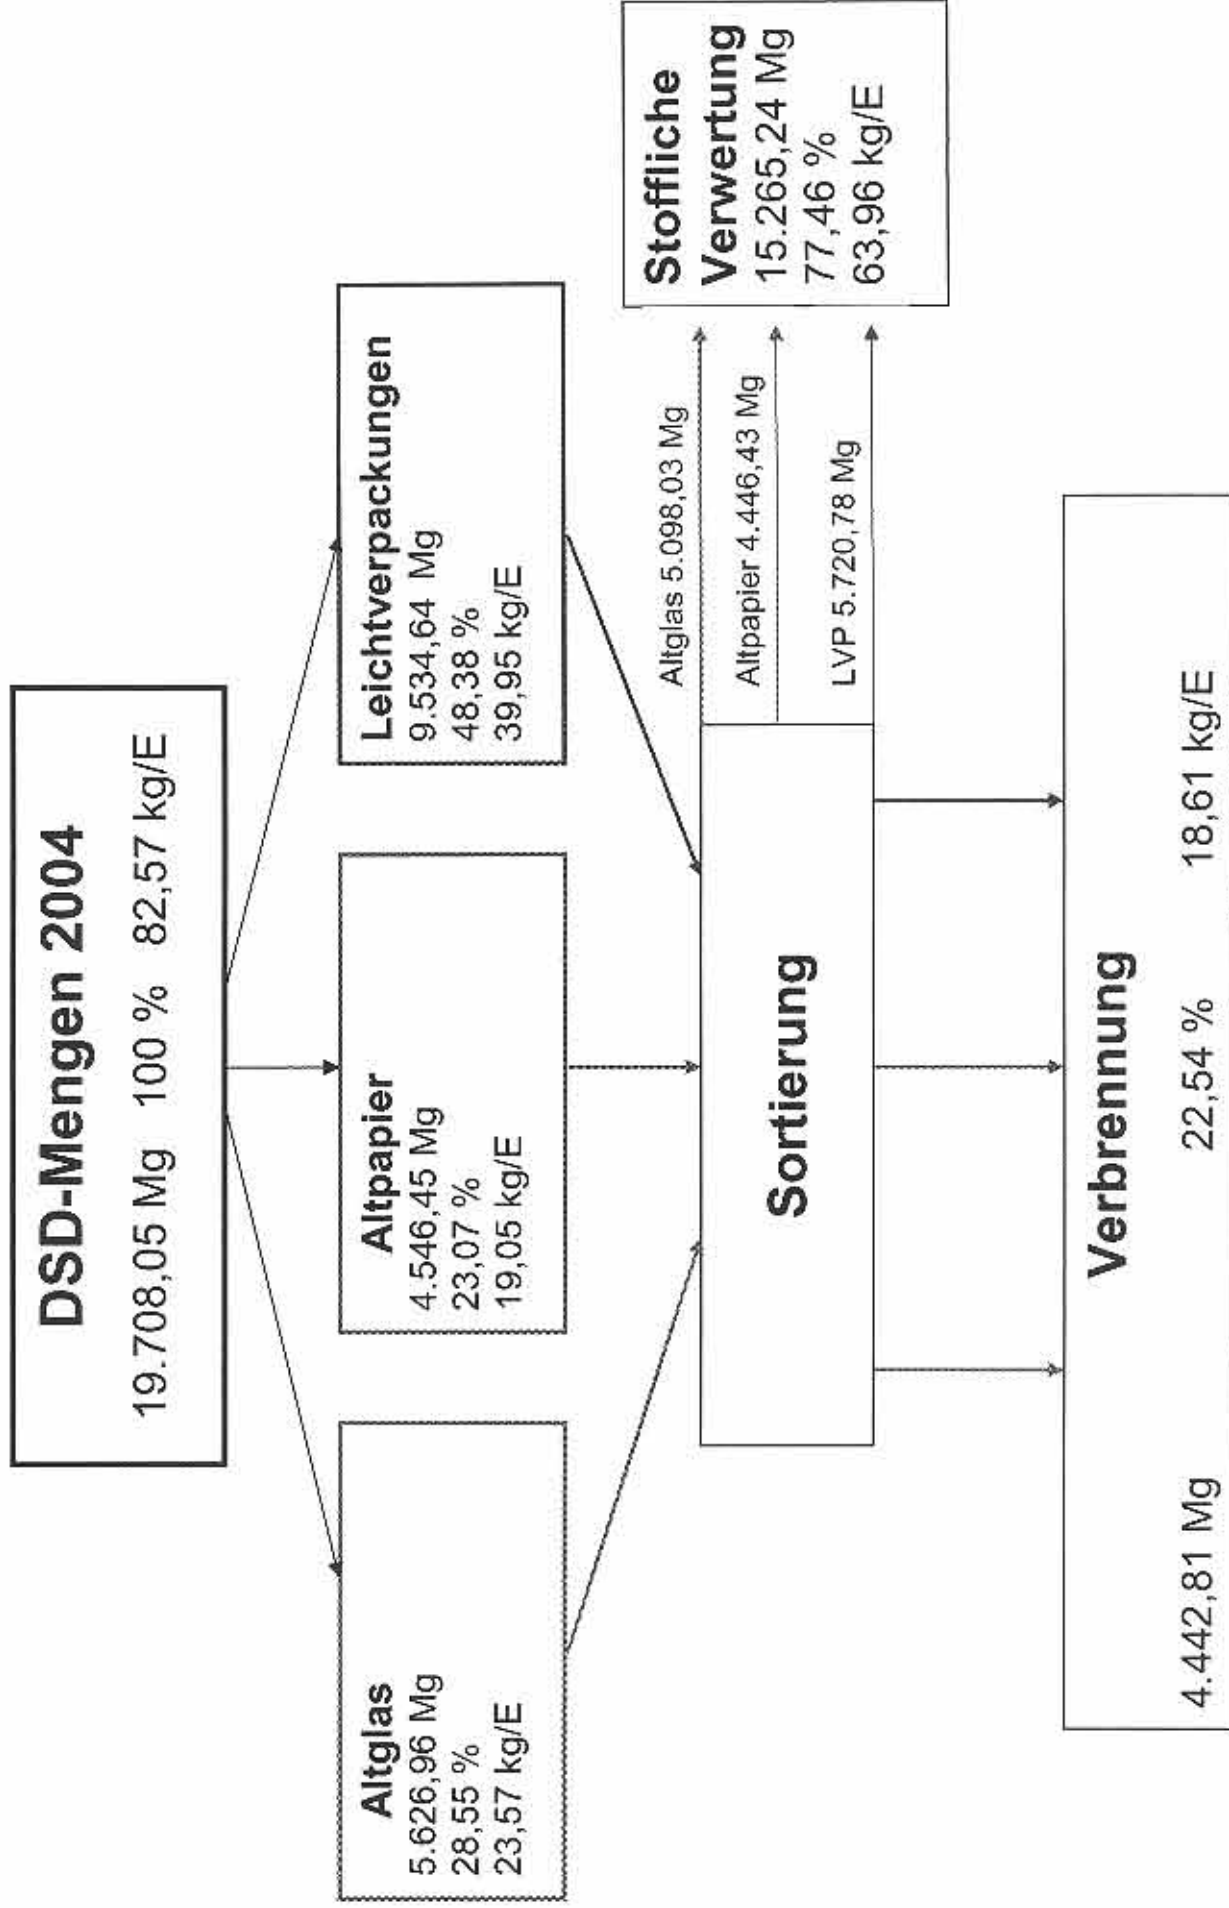 DSD-Mengen 2004
19.708,05 Mg 100 % 82,57 kg/E
Altglas
5.626,96 Mg
28,55 %
23,57 kg/E
Altpapier
4.546,45 Mg
23,07 %
19,05 kg/E
Leichtverpackungen
9.534,64 Mg
48,38 %
39,95 kg/E
Sortierung
Altglas 5.098,03 Mg
Altpapier 4.446,43 Mg
LVP 5.720,78 Mg
Stoffliche
Verwertung
15.265,24 Mg
77,46 %
63,96 kg/E
Verbrennung
4.442,81 Mg 22,54 % 18,61 kg/E